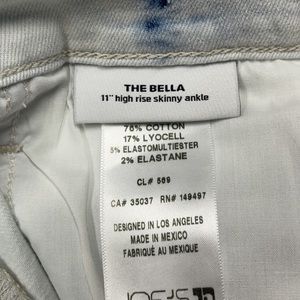 THE BELLA
11" high rise skinny ankle
76% COTTON
17% LYOCELL
5% ELASTOMULTIESTER
2% ELASTANE
CL# 569
CA# 35037 RN# 149497
DESIGNED IN LOS ANGELES
MADE IN MEXICO
FABRIQUÉ AU MEXIQUE